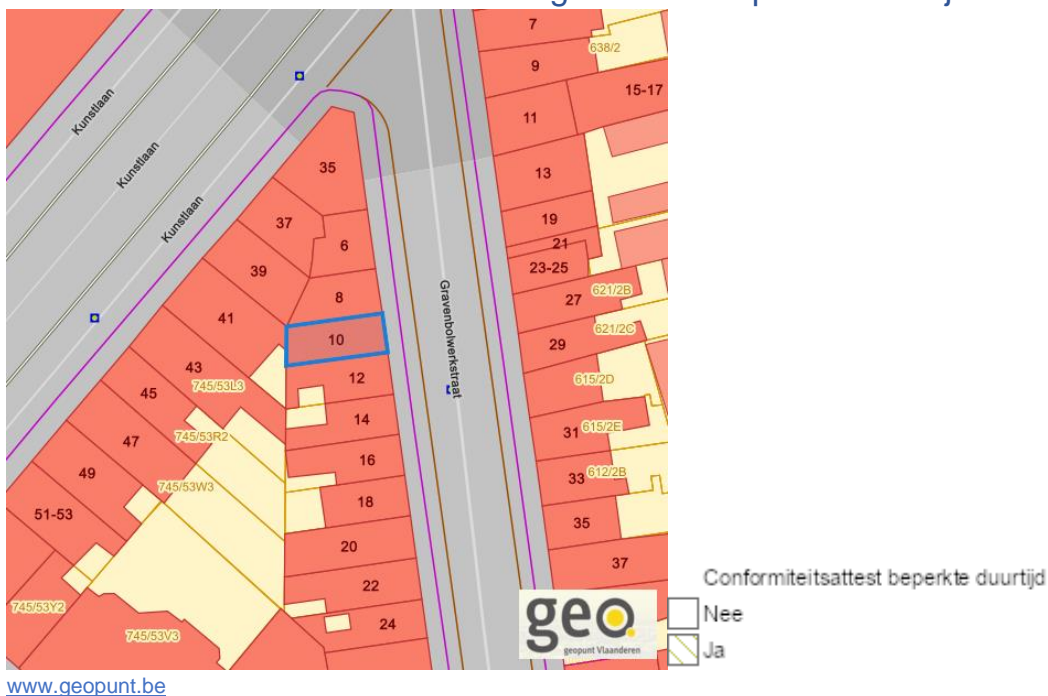 7
638/2
9
15-17
11
Kunstlaan
Kunstlaan
Kunstlaan
35
13
37
19
6
21
39
23-25
8
27
621/2B
41
10
Gravenbolwerkstraat
29
621/2C
43
12
615/2D
745/53L3
45
14
31
615/2E
47
745/53R2
16
33
612/2B
49
745/53W3
18
35
51-53
20
37
22
745/53Y2
24
745/53V3
geo.
geopunt Vlaanderen
Conformiteitsattest beperkte duurtijd
Nee
Ja
www.geopunt.be